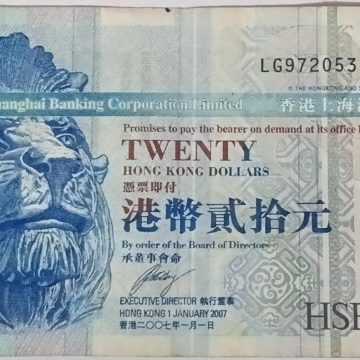 LG972053
© THE HONGKONG AND
hanghai Banking Corporation Limited 香港上海
Promises to pay the bearer on demand at its office
TWENTY
HONG KONG DOLLARS
憑票即付
港幣貳拾元
By order of the Board of Directors
承董事會命
EXECUTIVE DIRECTOR 執行董事
HONG KONG 1 JANUARY 2007
香港二〇〇七年一月一日
HSB